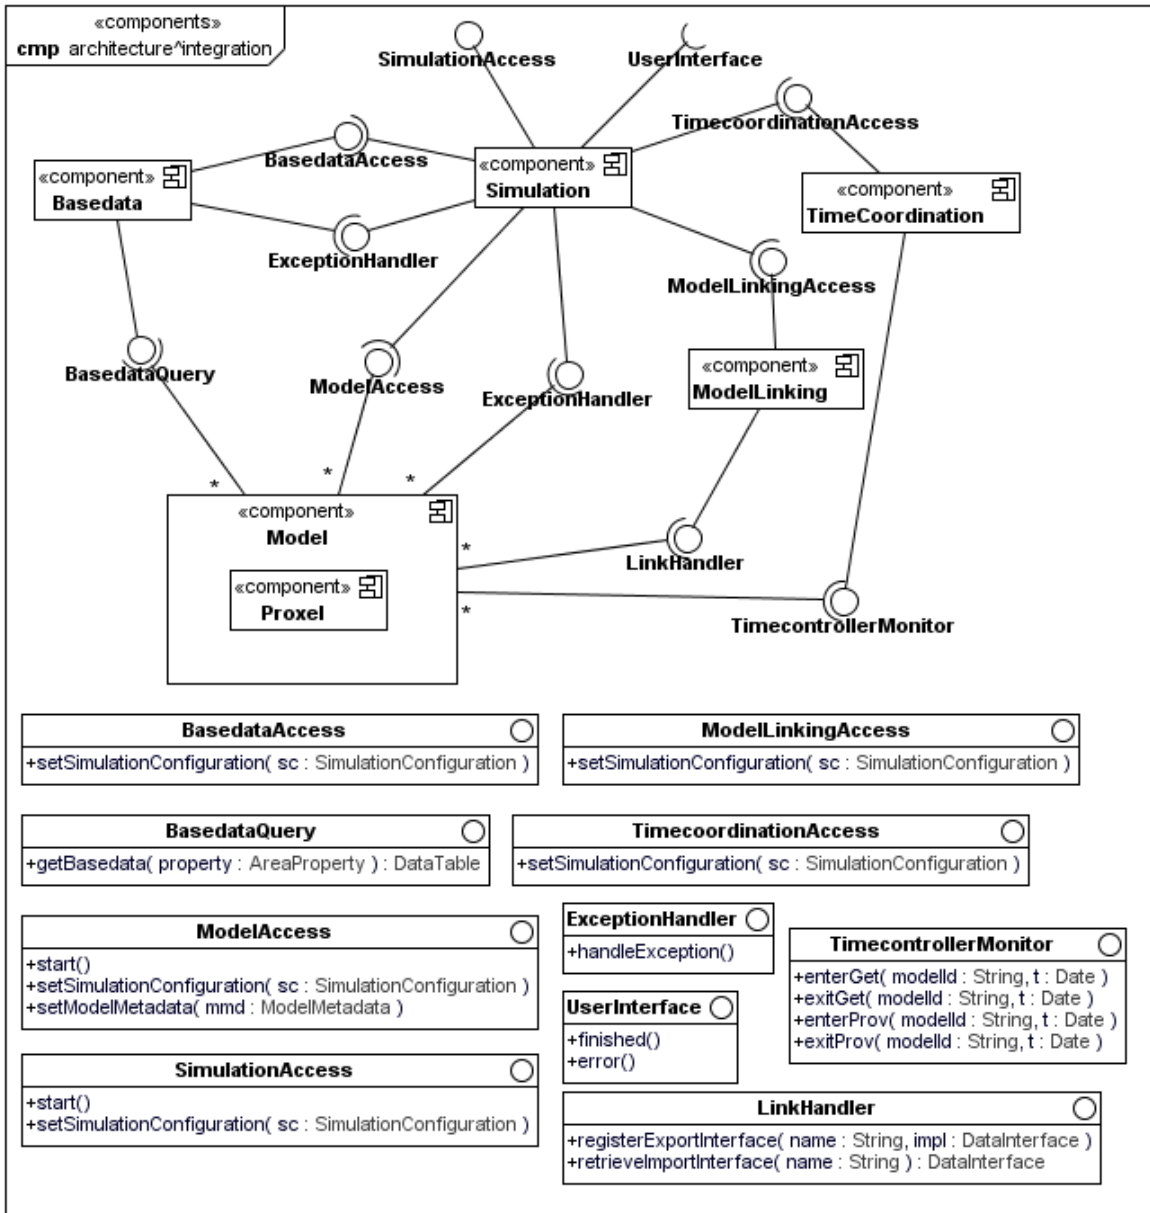 «components»
cmp architecture^integration
SimulationAccess
UserInterface
TimecoordinationAccess
BasedataAccess
«component»
Basedata
«component»
Simulation
«component»
TimeCoordination
ExceptionHandler
ModelLinkingAccess
BasedataQuery
ModelAccess
ExceptionHandler
«component»
ModelLinking
*
*
*
«component»
Model
*
LinkHandler
«component»
Proxel
*
TimecontrollerMonitor
BasedataAccess
+setSimulationConfiguration( sc : SimulationConfiguration )
ModelLinkingAccess
+setSimulationConfiguration( sc : SimulationConfiguration )
BasedataQuery
+getBasedata( property : AreaProperty ) : DataTable
TimecoordinationAccess
+setSimulationConfiguration( sc : SimulationConfiguration )
ModelAccess
+start()
+setSimulationConfiguration( sc : SimulationConfiguration )
+setModelMetadata( mmd : ModelMetadata )
ExceptionHandler
+handleException()
TimecontrollerMonitor
+enterGet( modelId : String, t : Date )
+exitGet( modelId : String, t : Date )
+enterProv( modelId : String, t : Date )
+exitProv( modelId : String, t : Date )
UserInterface
+finished()
+error()
SimulationAccess
+start()
+setSimulationConfiguration( sc : SimulationConfiguration )
LinkHandler
+registerExportInterface( name : String, impl : DataInterface )
+retrieveImportInterface( name : String ) : DataInterface